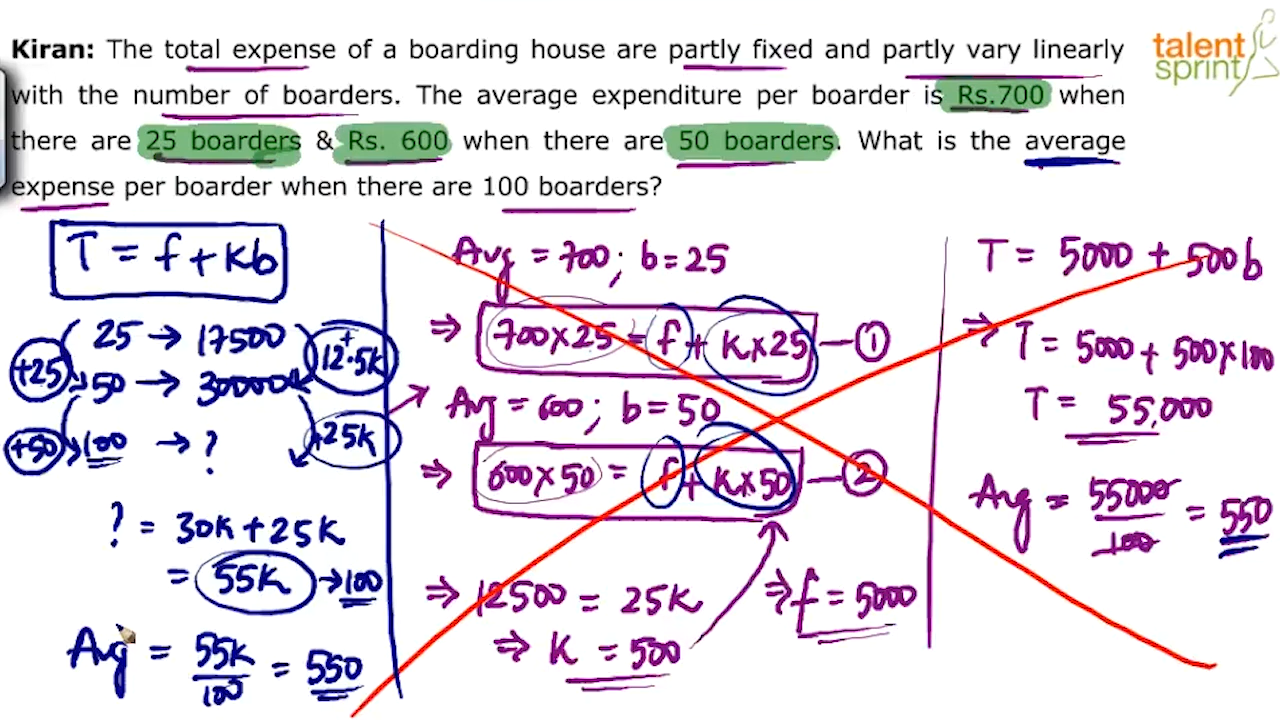 Kiran: The total expense of a boarding house are partly fixed and partly vary linearly
with the number of boarders. The average expenditure per boarder is Rs.700 when
there are 25 boarders & Rs. 600 when there are 50 boarders. What is the average
expense per boarder when there are 100 boarders?
talent
sprint
T = f + Kb
25 → 17500
+25
+12.5K
50 → 30000
+50
100 → ?
+25K
? = 30K + 25K
= 55K → 100
Avg = 55K/100 = 550
Avg = 700; b = 25
⇒ 700×25 = f + K×25 — ①
Avg = 600; b = 50
⇒ 600×50 = f + K×50 — ②
⇒ 12500 = 25K
⇒ K = 500
⇒ f = 5000
T = 5000 + 500b
⇒ T = 5000 + 500×100
T = 55,000
Avg = 55000/100 = 550